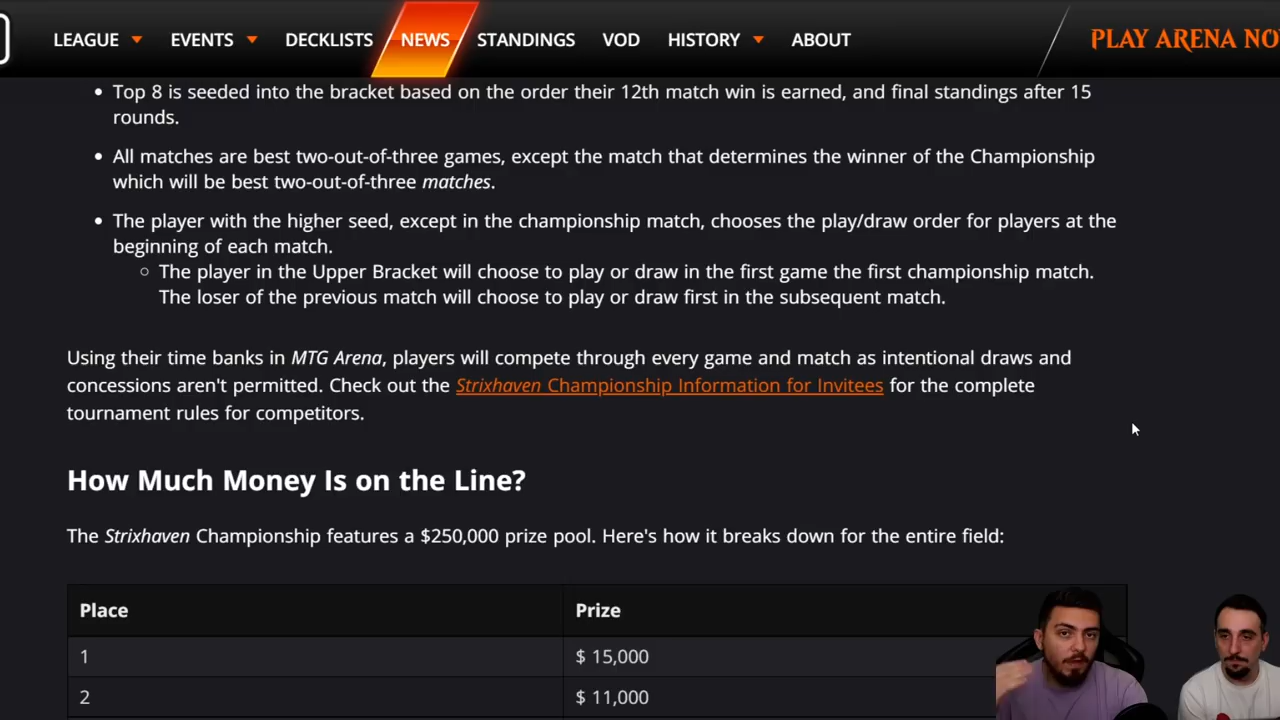 LEAGUE EVENTS DECKLISTS NEWS STANDINGS VOD HISTORY ABOUT PLAY ARENA NO
Top 8 is seeded into the bracket based on the order their 12th match win is earned, and final standings after 15
rounds.
All matches are best two-out-of-three games, except the match that determines the winner of the Championship
which will be best two-out-of-three matches.
The player with the higher seed, except in the championship match, chooses the play/draw order for players at the
beginning of each match.
The player in the Upper Bracket will choose to play or draw in the first game the first championship match.
The loser of the previous match will choose to play or draw first in the subsequent match.
Using their time banks in MTG Arena, players will compete through every game and match as intentional draws and
concessions aren't permitted. Check out the Strixhaven Championship Information for Invitees for the complete
tournament rules for competitors.
How Much Money Is on the Line?
The Strixhaven Championship features a $250,000 prize pool. Here's how it breaks down for the entire field:
Place Prize
1 $ 15,000
2 $ 11,000